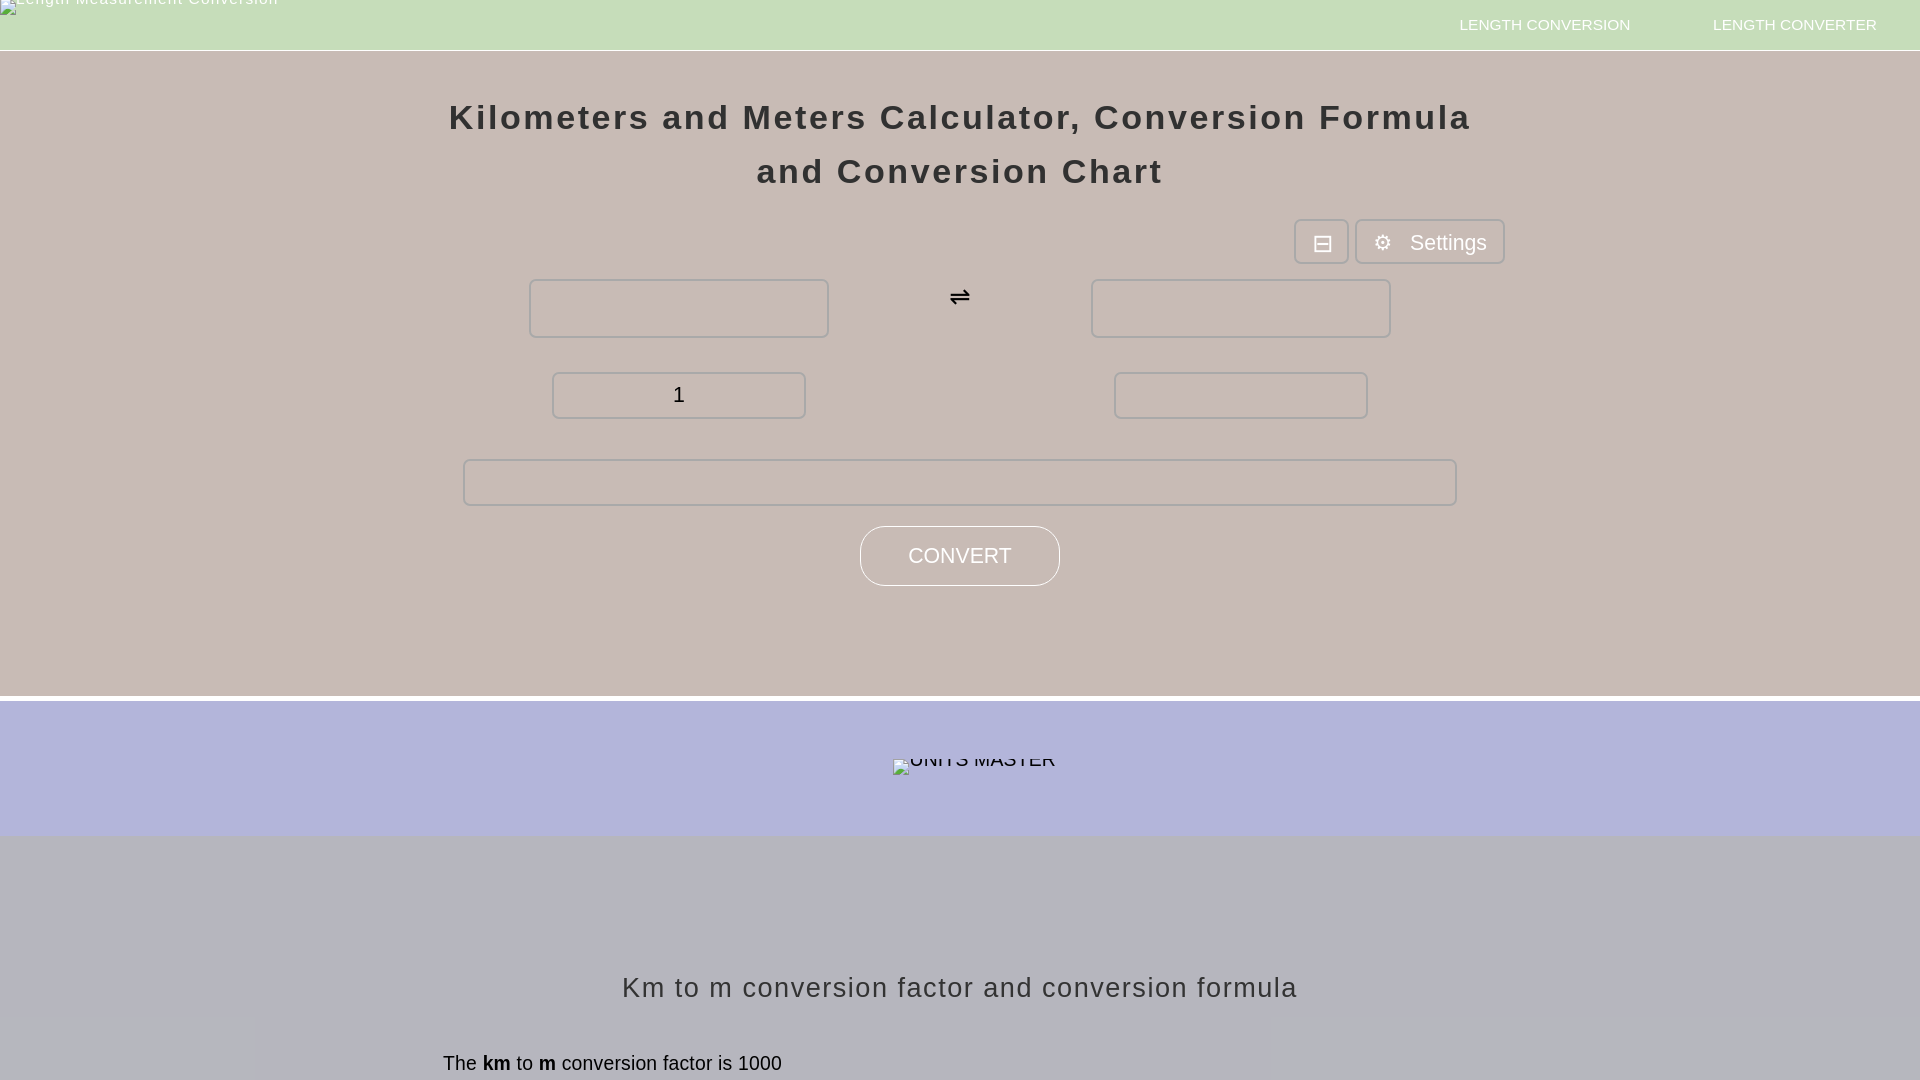 Length Measurement Conversion
LENGTH CONVERSION
LENGTH CONVERTER
Kilometers and Meters Calculator, Conversion Formula
and Conversion Chart
⊟
⚙ Settings
⇌
1
CONVERT
UNITS MASTER
Km to m conversion factor and conversion formula
The km to m conversion factor is 1000